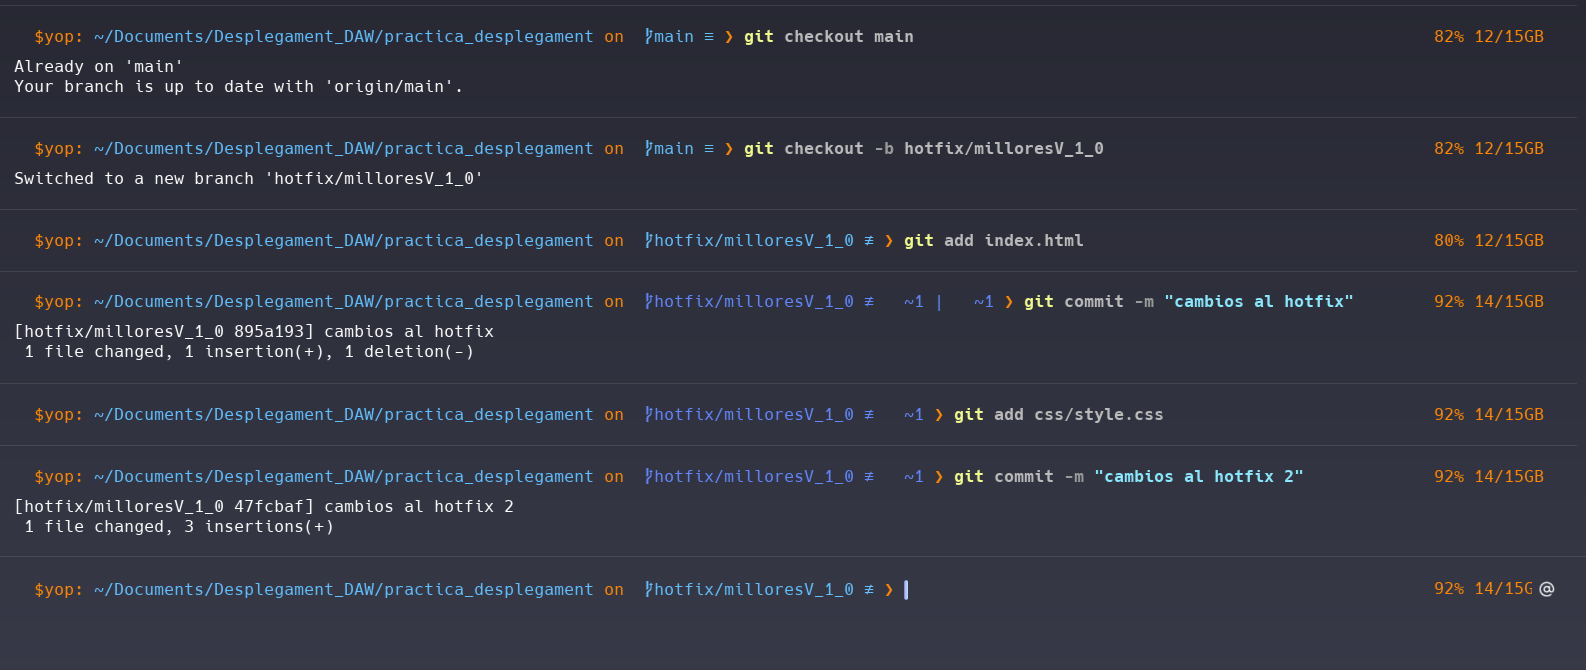 $yop: ~/Documents/Desplegament_DAW/practica_desplegament on main ≡ ❯ git checkout main 82% 12/15GB
Already on 'main'
Your branch is up to date with 'origin/main'.
$yop: ~/Documents/Desplegament_DAW/practica_desplegament on main ≡ ❯ git checkout -b hotfix/milloresV_1_0 82% 12/15GB
Switched to a new branch 'hotfix/milloresV_1_0'
$yop: ~/Documents/Desplegament_DAW/practica_desplegament on hotfix/milloresV_1_0 ≢ ❯ git add index.html 80% 12/15GB
$yop: ~/Documents/Desplegament_DAW/practica_desplegament on hotfix/milloresV_1_0 ≢ ~1 | ~1 ❯ git commit -m "cambios al hotfix" 92% 14/15GB
[hotfix/milloresV_1_0 895a193] cambios al hotfix
1 file changed, 1 insertion(+), 1 deletion(-)
$yop: ~/Documents/Desplegament_DAW/practica_desplegament on hotfix/milloresV_1_0 ≢ ~1 ❯ git add css/style.css 92% 14/15GB
$yop: ~/Documents/Desplegament_DAW/practica_desplegament on hotfix/milloresV_1_0 ≢ ~1 ❯ git commit -m "cambios al hotfix 2" 92% 14/15GB
[hotfix/milloresV_1_0 47fcbaf] cambios al hotfix 2
1 file changed, 3 insertions(+)
$yop: ~/Documents/Desplegament_DAW/practica_desplegament on hotfix/milloresV_1_0 ≢ ❯ 92% 14/15G @